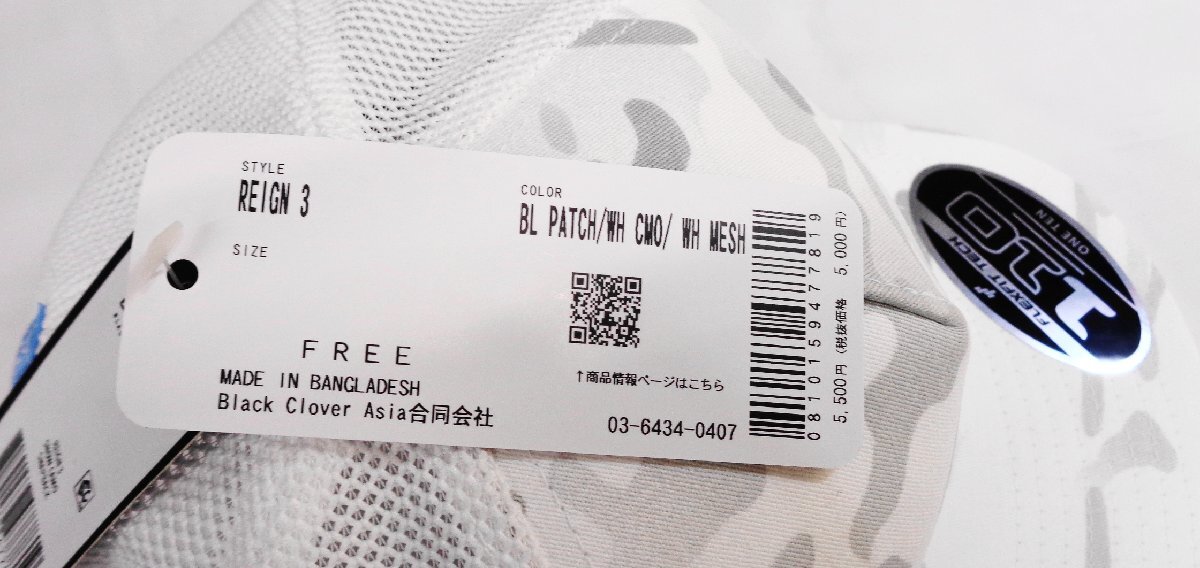 STYLE
REIGN 3
COLOR
BL PATCH/WH CMO/ WH MESH
SIZE
FREE
MADE IN BANGLADESH
Black Clover Asia合同会社
↑商品情報ページはこちら
03-6434-0407
0810159477819
5,500円 (税抜価格 5,000円)
110
ONE TEN
FLEXFIT TECH